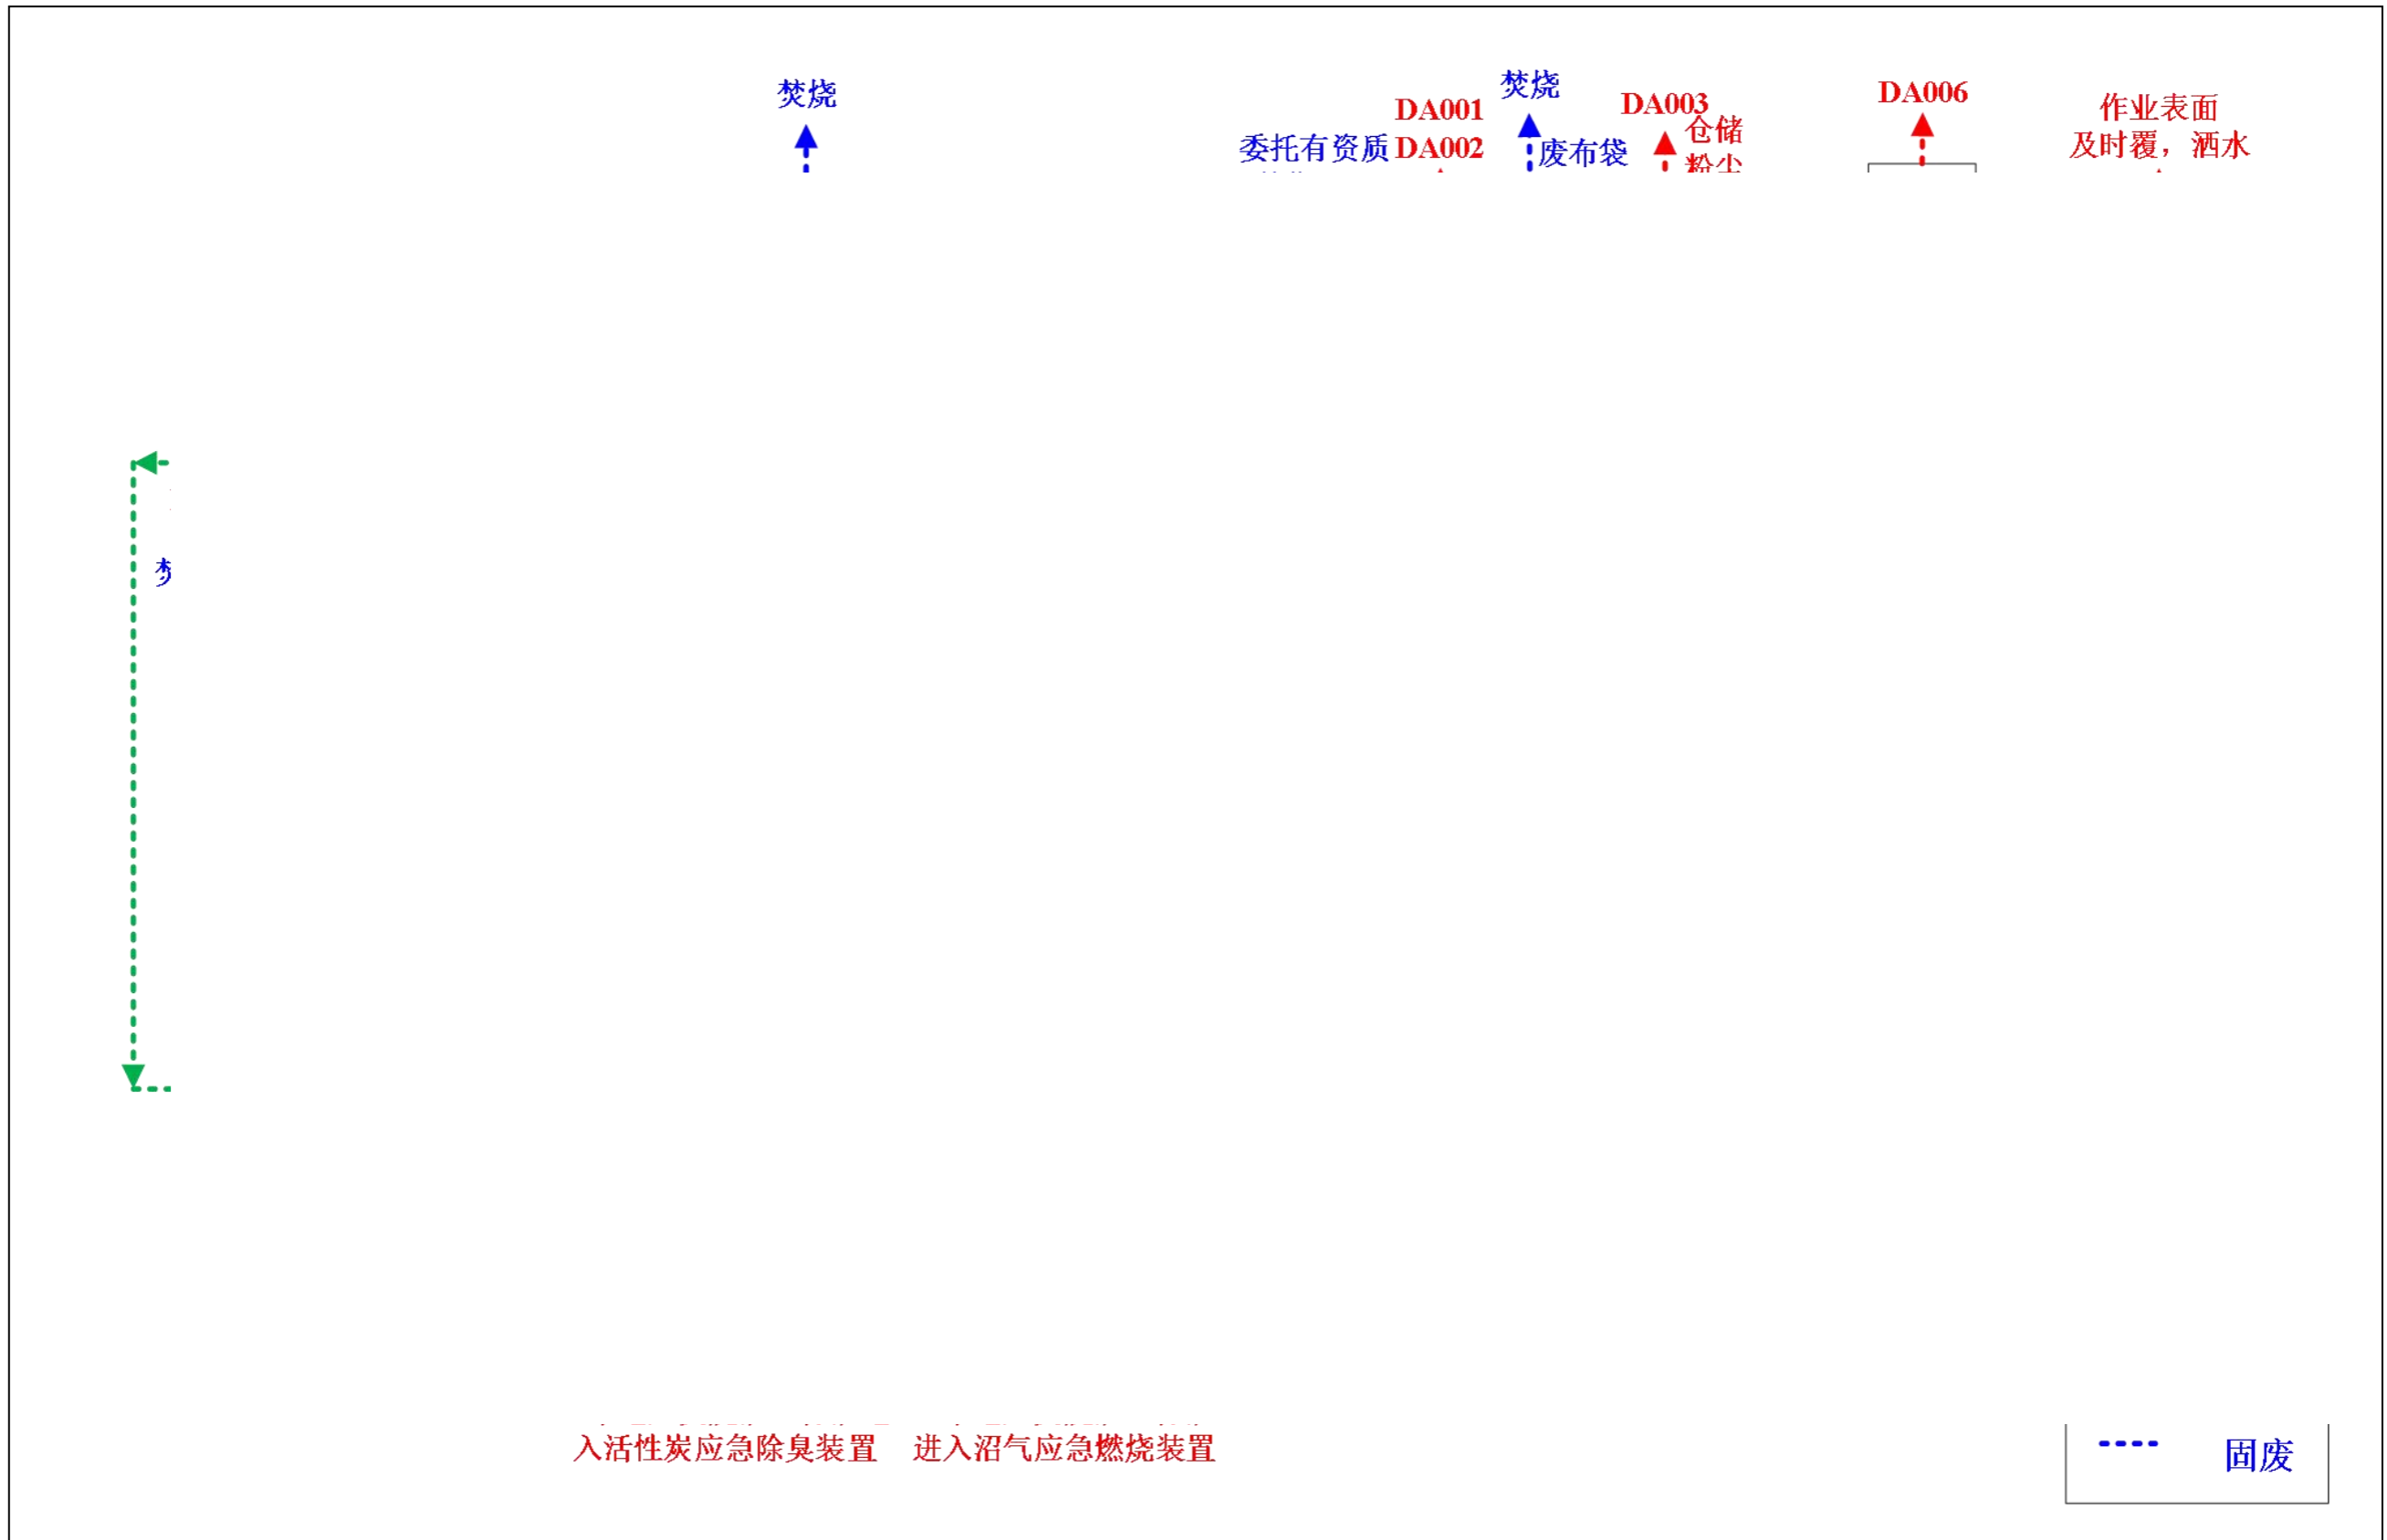 焚烧
焚烧
DA001
DA002
委托有资质
废布袋
DA003
仓储
粉尘
DA006
作业表面
及时覆，洒水
入活性炭应急除臭装置
进入沼气应急燃烧装置
固废